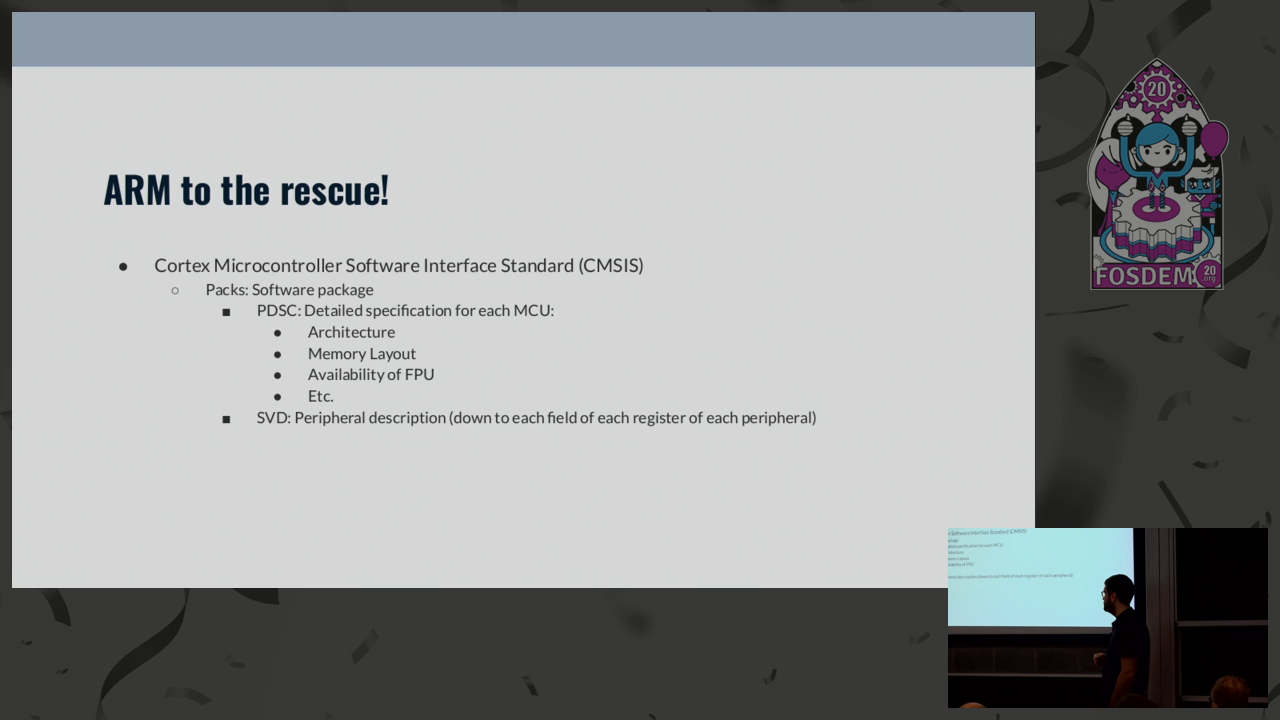 ARM to the rescue!
● Cortex Microcontroller Software Interface Standard (CMSIS)
○ Packs: Software package
■ PDSC: Detailed specification for each MCU:
● Architecture
● Memory Layout
● Availability of FPU
● Etc.
■ SVD: Peripheral description (down to each field of each register of each peripheral)
20
FOSDEM
20
.org